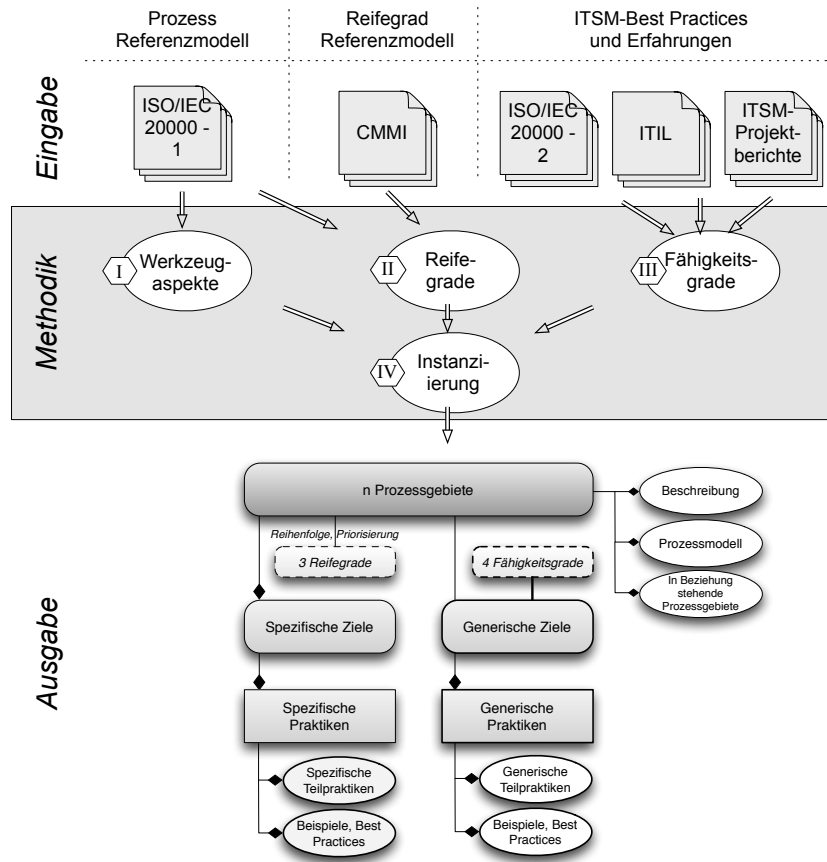 Prozess
Referenzmodell
Reifegrad
Referenzmodell
ITSM-Best Practices
und Erfahrungen
Eingabe
ISO/IEC
20000 -
1
CMMI
ISO/IEC
20000 -
2
ITIL
ITSM-
Projekt-
berichte
Methodik
I
Werkzeug-
aspekte
II
Reife-
grade
III
Fähigkeits-
grade
IV
Instanzi-
ierung
Ausgabe
n Prozessgebiete
Beschreibung
Prozessmodell
In Beziehung
stehende
Prozessgebiete
Reihenfolge, Priorisierung
3 Reifegrade
4 Fähigkeitsgrade
Spezifische Ziele
Generische Ziele
Spezifische
Praktiken
Generische
Praktiken
Spezifische
Teilpraktiken
Generische
Teilpraktiken
Beispiele, Best
Practices
Beispiele, Best
Practices